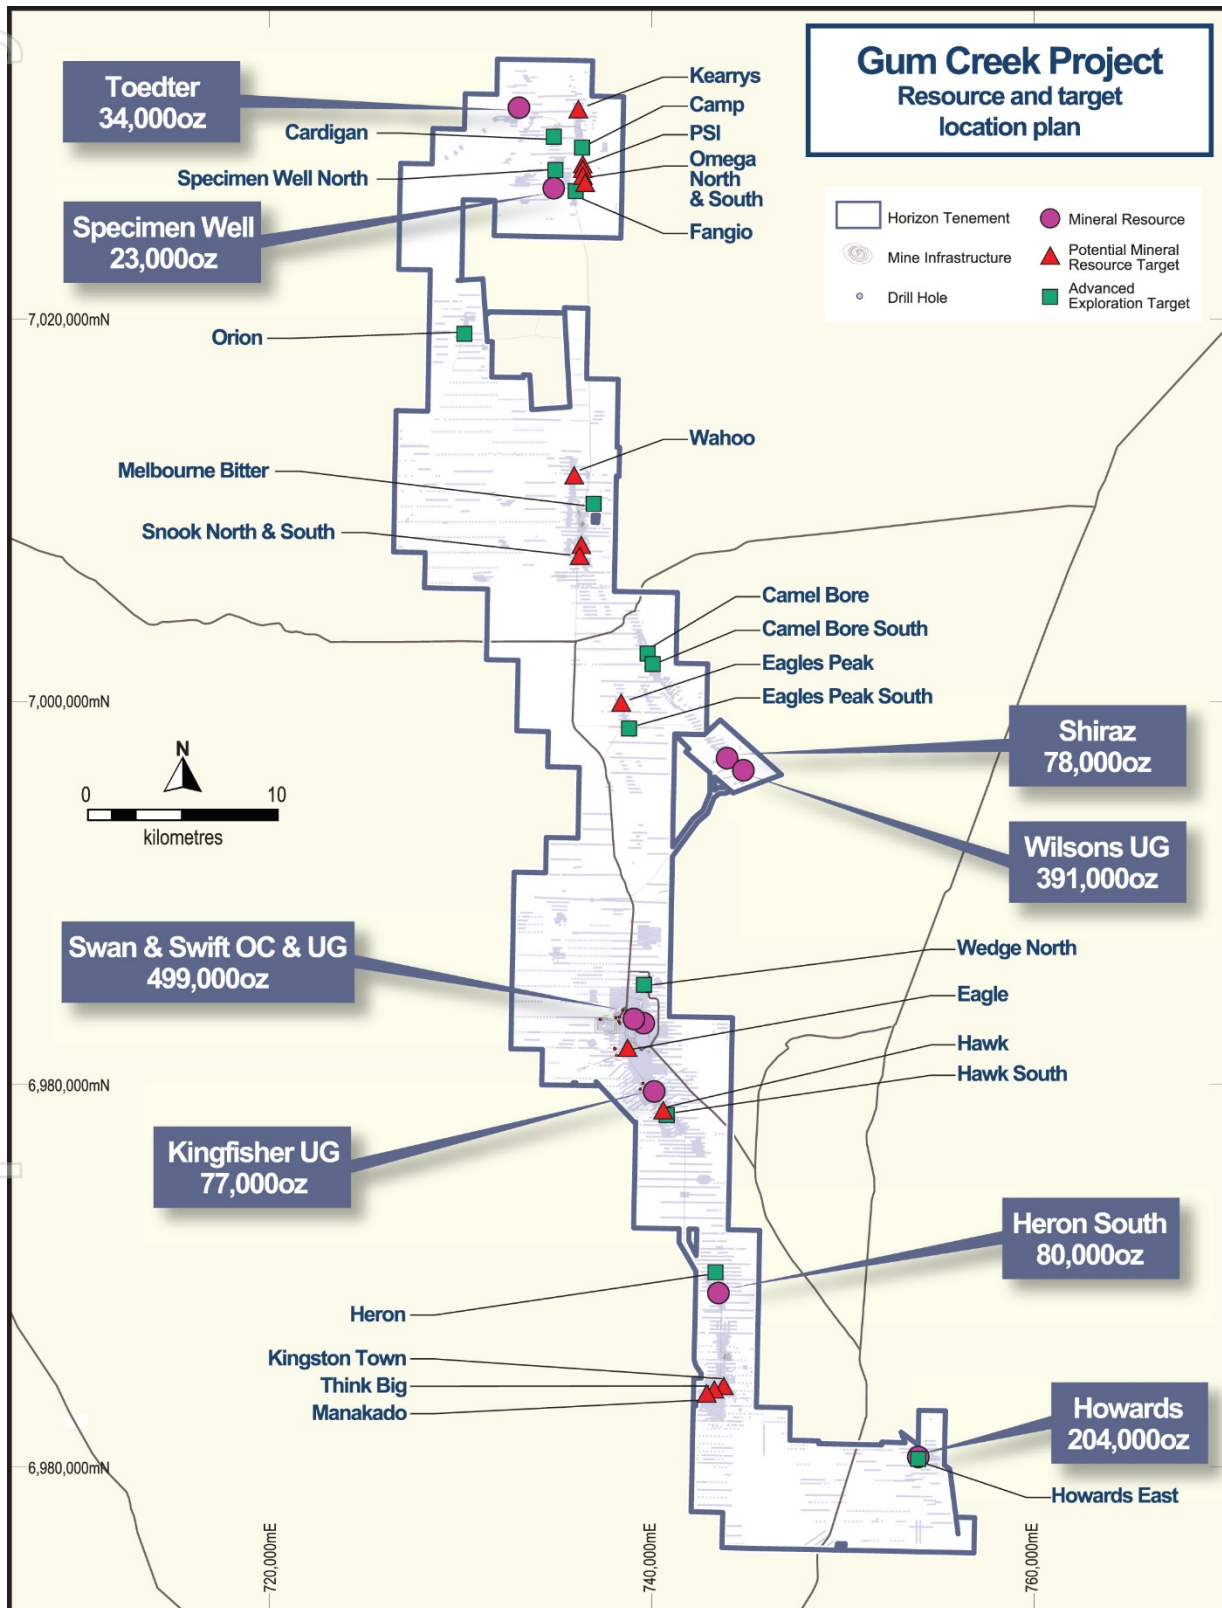 Gum Creek Project
Resource and target
location plan
Horizon Tenement
Mine Infrastructure
Drill Hole
Mineral Resource
Potential Mineral
Resource Target
Advanced
Exploration Target
Toedter
34,000oz
Kearrys
Camp
Cardigan
PSI
Omega
North
& South
Specimen Well North
Specimen Well
23,000oz
Fangio
7,020,000mN
Orion
Wahoo
Melbourne Bitter
Snook North & South
Camel Bore
Camel Bore South
Eagles Peak
Eagles Peak South
7,000,000mN
Shiraz
78,000oz
N
0 10
kilometres
Wilsons UG
391,000oz
Swan & Swift OC & UG
499,000oz
Wedge North
Eagle
Hawk
Hawk South
6,980,000mN
Kingfisher UG
77,000oz
Heron South
80,000oz
Heron
Kingston Town
Think Big
Manakado
Howards
204,000oz
6,980,000mN
Howards East
720,000mE
740,000mE
760,000mE